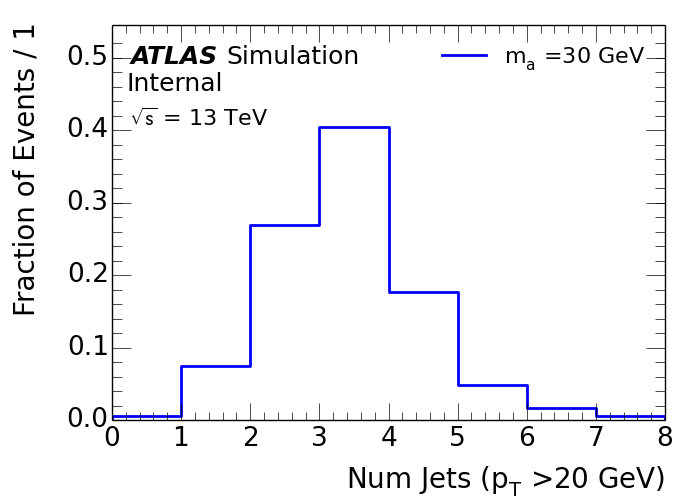 Fraction of Events / 1
0.5
0.4
0.3
0.2
0.1
0.0
ATLAS Simulation
Internal
√s = 13 TeV
mₐ =30 GeV
0 1 2 3 4 5 6 7 8
Num Jets (p_T >20 GeV)